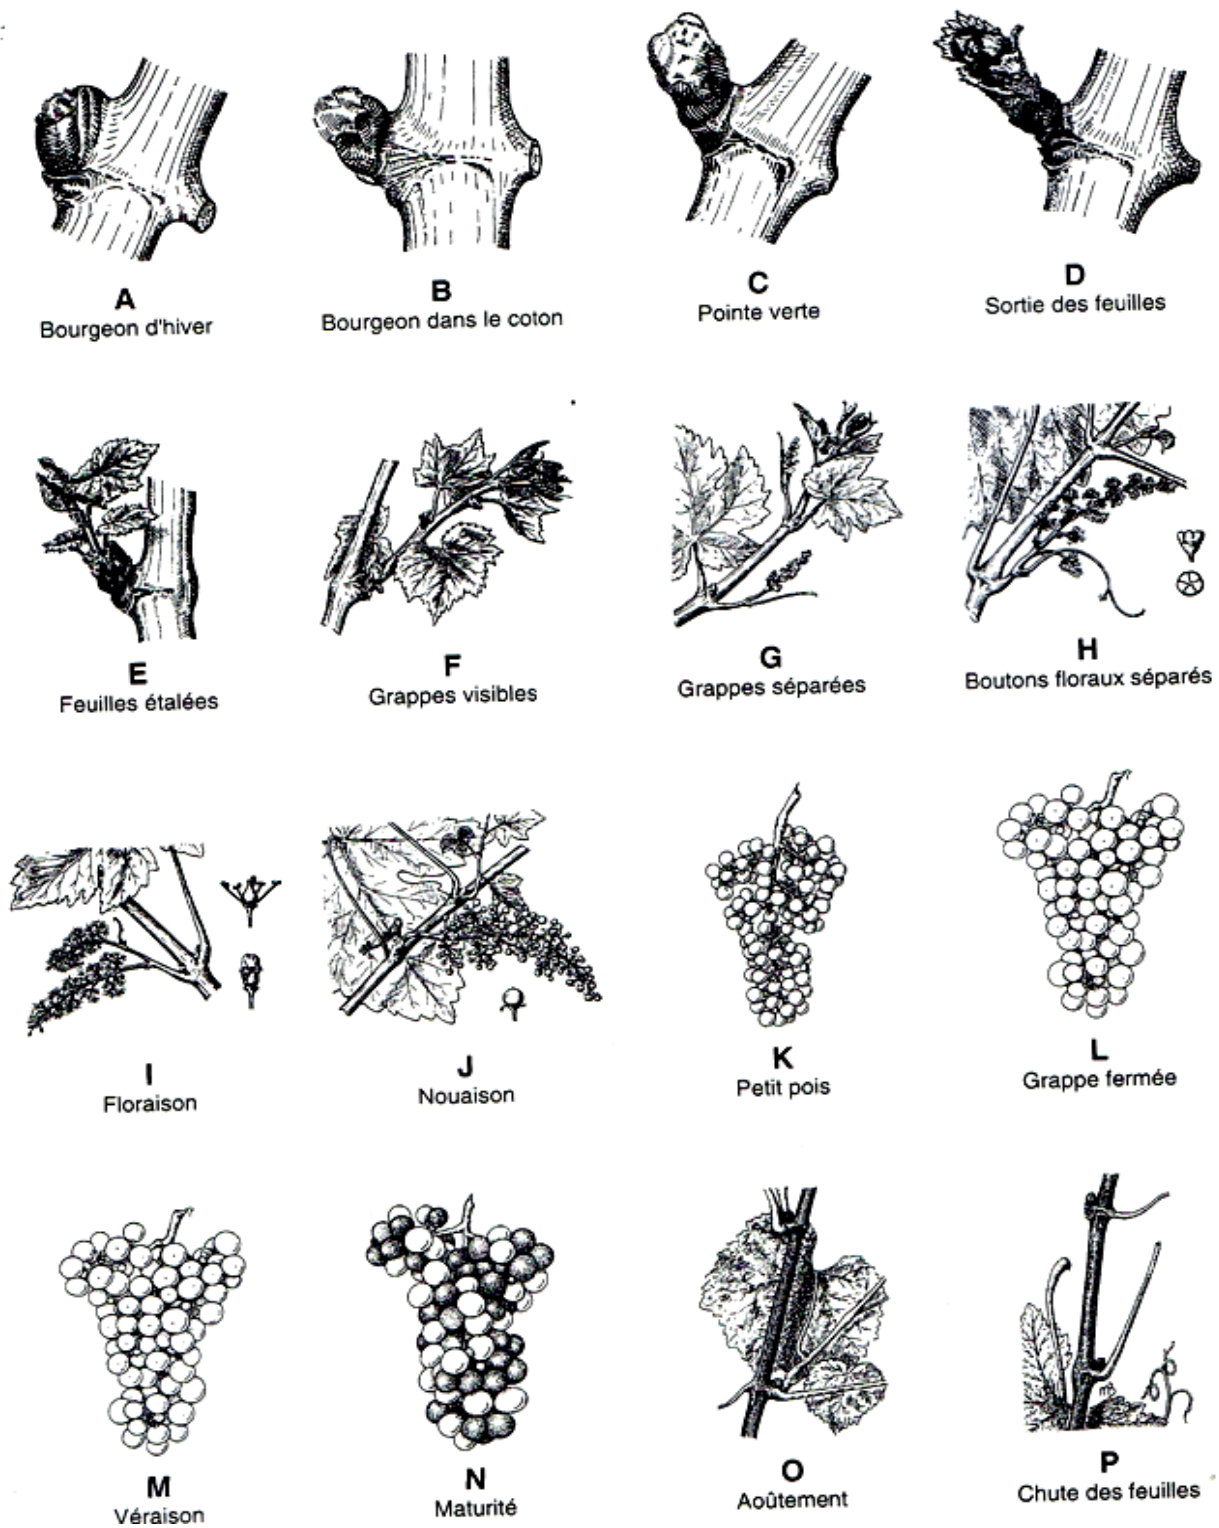 A
Bourgeon d'hiver
B
Bourgeon dans le coton
C
Pointe verte
D
Sortie des feuilles
E
Feuilles étalées
F
Grappes visibles
G
Grappes séparées
H
Boutons floraux séparés
I
Floraison
J
Nouaison
K
Petit pois
L
Grappe fermée
M
Véraison
N
Maturité
O
Aoûtement
P
Chute des feuilles